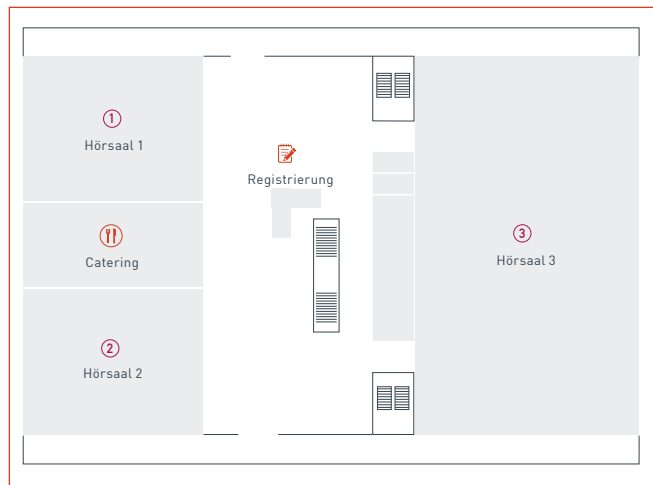 1
Hörsaal 1
Registrierung
Catering
3
Hörsaal 3
2
Hörsaal 2